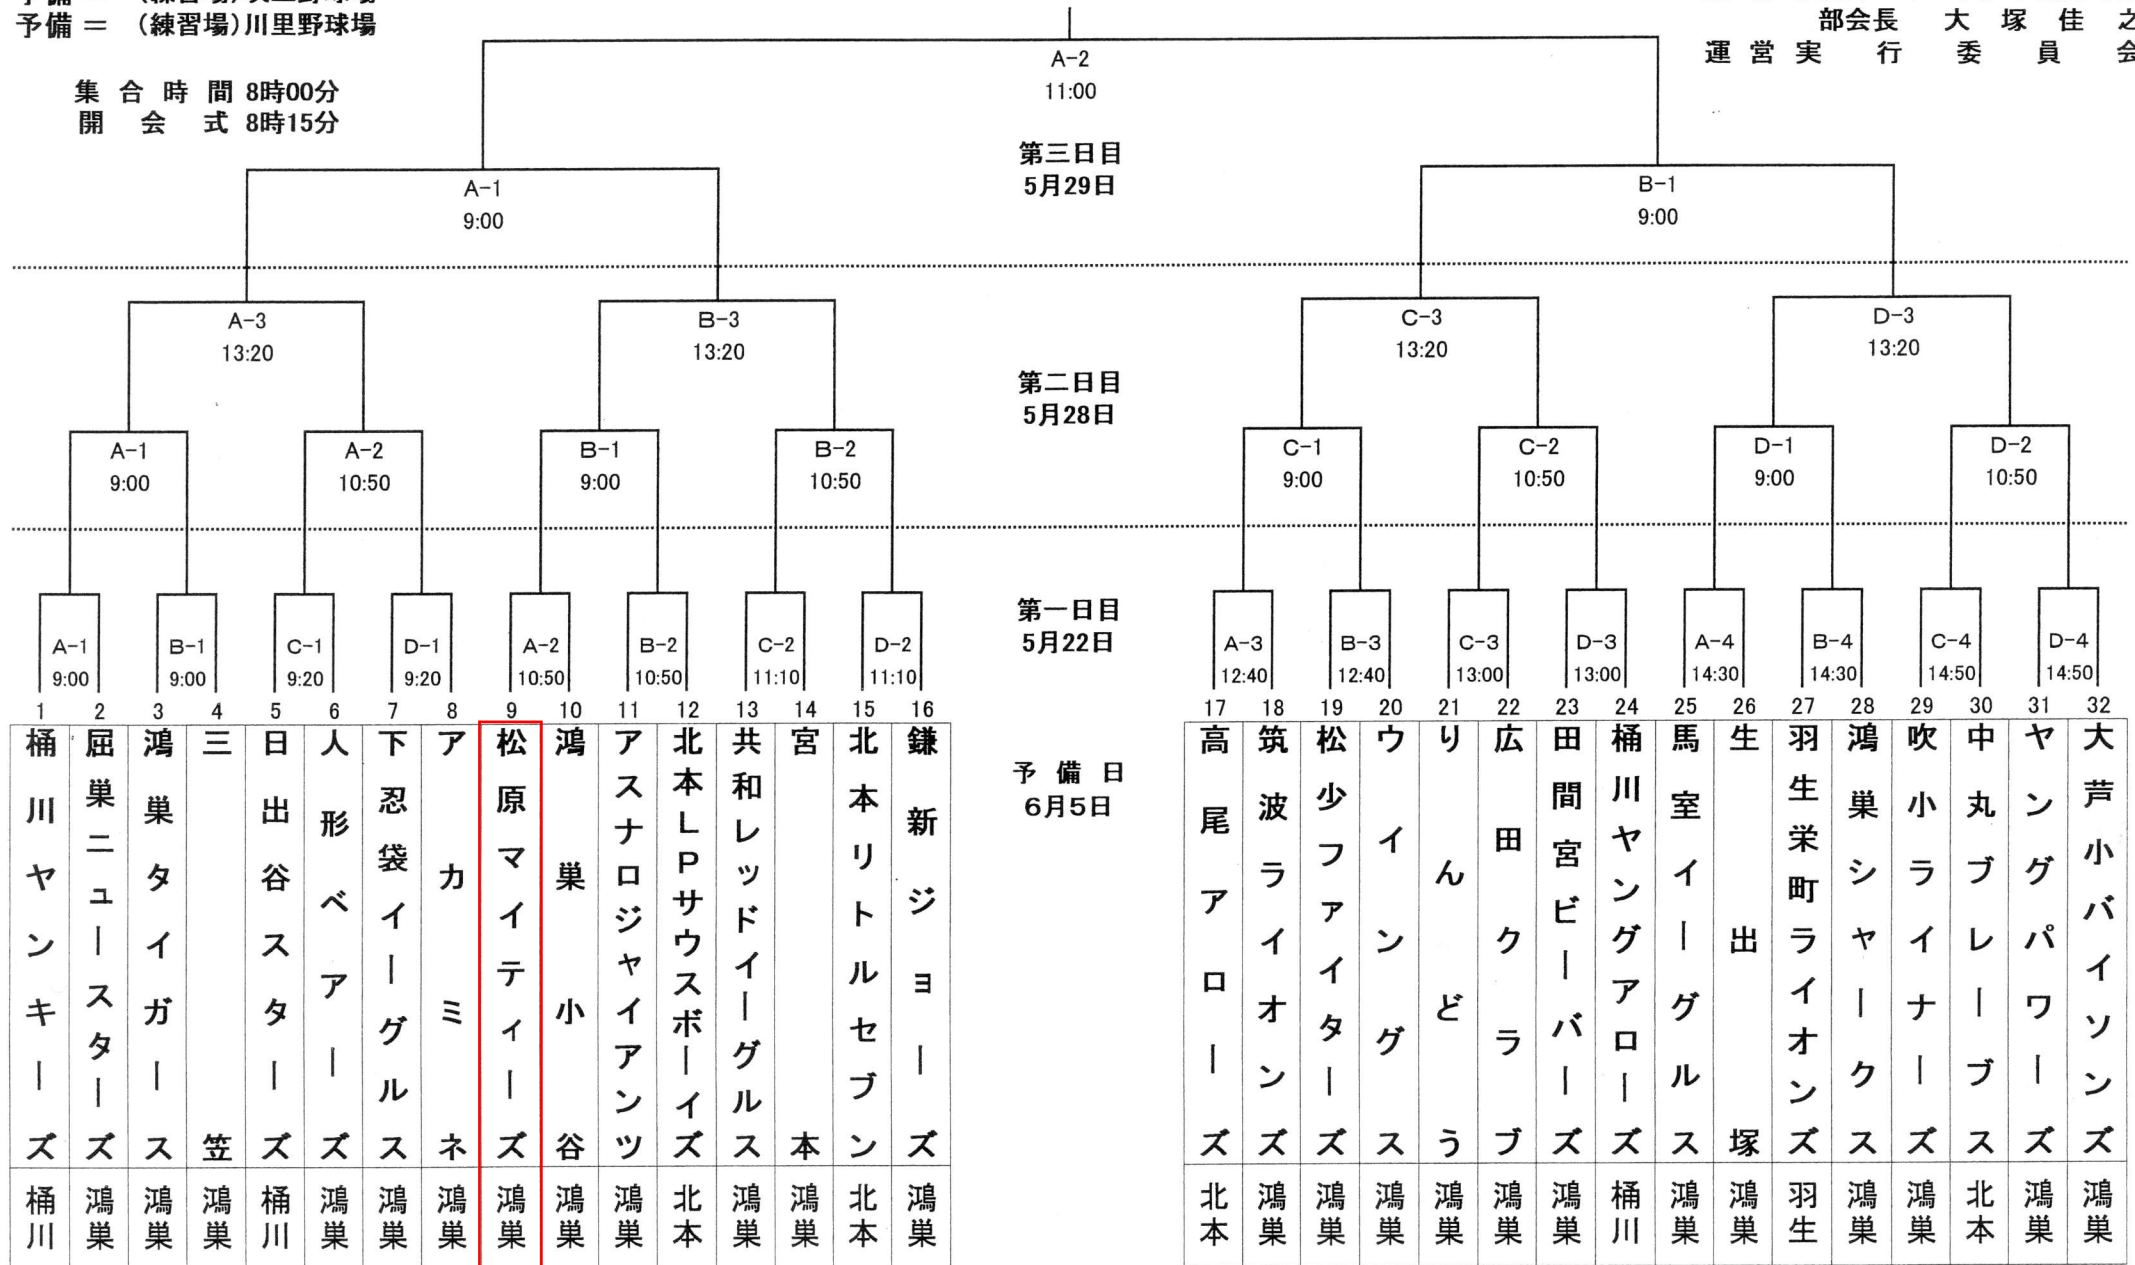 予備 ＝ （練習場）川里野球場
部会長 大 塚 佳 之
運 営 実 行 委 員 会
集 合 時 間 8時00分
開 会 式 8時15分
A-2
11:00
第三日目
5月29日
A-1
9:00
B-1
9:00
A-3
13:20
B-3
13:20
C-3
13:20
D-3
13:20
第二日目
5月28日
A-1
9:00
A-2
10:50
B-1
9:00
B-2
10:50
C-1
9:00
C-2
10:50
D-1
9:00
D-2
10:50
第一日目
5月22日
A-1
9:00
B-1
9:00
C-1
9:20
D-1
9:20
A-2
10:50
B-2
10:50
C-2
11:10
D-2
11:10
A-3
12:40
B-3
12:40
C-3
13:00
D-3
13:00
A-4
14:30
B-4
14:30
C-4
14:50
D-4
14:50
予 備 日
6月5日
1 桶川ヤンキーズ 桶川
2 屈巣ニュースターズ 鴻巣
3 鴻巣タイガース 鴻巣
4 三笠 鴻巣
5 日出谷スターズ 桶川
6 人形ベアーズ 鴻巣
7 下忍袋イーグルス 鴻巣
8 アカミネ 鴻巣
9 松原マイティーズ 鴻巣
10 鴻巣小谷 鴻巣
11 アスナロジャイアンツ 鴻巣
12 北本LPサウスボーイズ 北本
13 共和レッドイーグルス 鴻巣
14 宮本 鴻巣
15 北本リトルセブン 北本
16 鎌新ジョーズ 鴻巣
17 高尾アローズ 北本
18 筑波ライオンズ 鴻巣
19 松少ファイターズ 鴻巣
20 ウイングス 鴻巣
21 りんどう 鴻巣
22 広田クラブ 鴻巣
23 田間宮ビーバーズ 鴻巣
24 桶川ヤングアローズ 桶川
25 馬室イーグルス 鴻巣
26 生出塚 鴻巣
27 羽生栄町ライオンズ 羽生
28 鴻巣シャークス 鴻巣
29 吹小ライナーズ 鴻巣
30 中丸ブレーブス 北本
31 ヤングパワーズ 鴻巣
32 大芦小バイソンズ 鴻巣